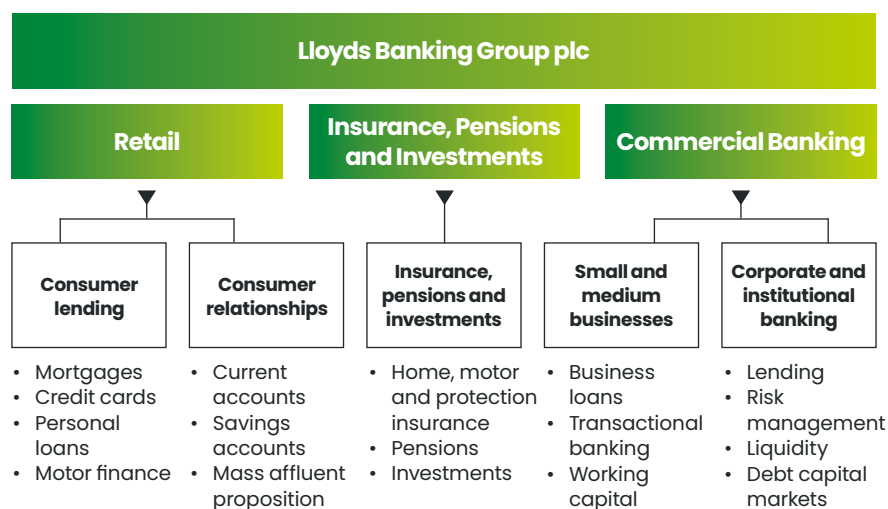 Lloyds Banking Group plc
Retail
Insurance, Pensions
and Investments
Commercial Banking
Consumer
lending
Consumer
relationships
Insurance,
pensions and
investments
Small and
medium
businesses
Corporate and
institutional
banking
• Mortgages
• Credit cards
• Personal
loans
• Motor finance
• Current
accounts
• Savings
accounts
• Mass affluent
proposition
• Home, motor
and protection
insurance
• Pensions
• Investments
• Business
loans
• Transactional
banking
• Working
capital
• Lending
• Risk
management
• Liquidity
• Debt capital
markets